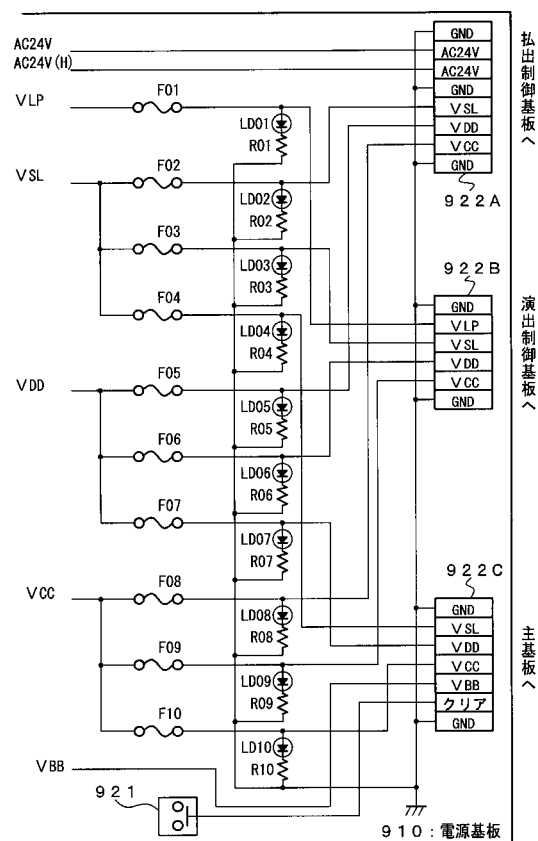 AC24V
AC24V(H)
VLP
F01
LD01
R01
VSL
F02
LD02
R02
F03
LD03
R03
F04
LD04
R04
VDD
F05
LD05
R05
F06
LD06
R06
F07
LD07
R07
VCC
F08
LD08
R08
F09
LD09
R09
F10
LD10
R10
VBB
921
GND
AC24V
AC24V
GND
VSL
VDD
VCC
GND
922A
払出制御基板へ
922B
GND
VLP
VSL
VDD
VCC
GND
演出制御基板へ
922C
GND
VSL
VDD
VCC
VBB
クリア
GND
主基板へ
910:電源基板